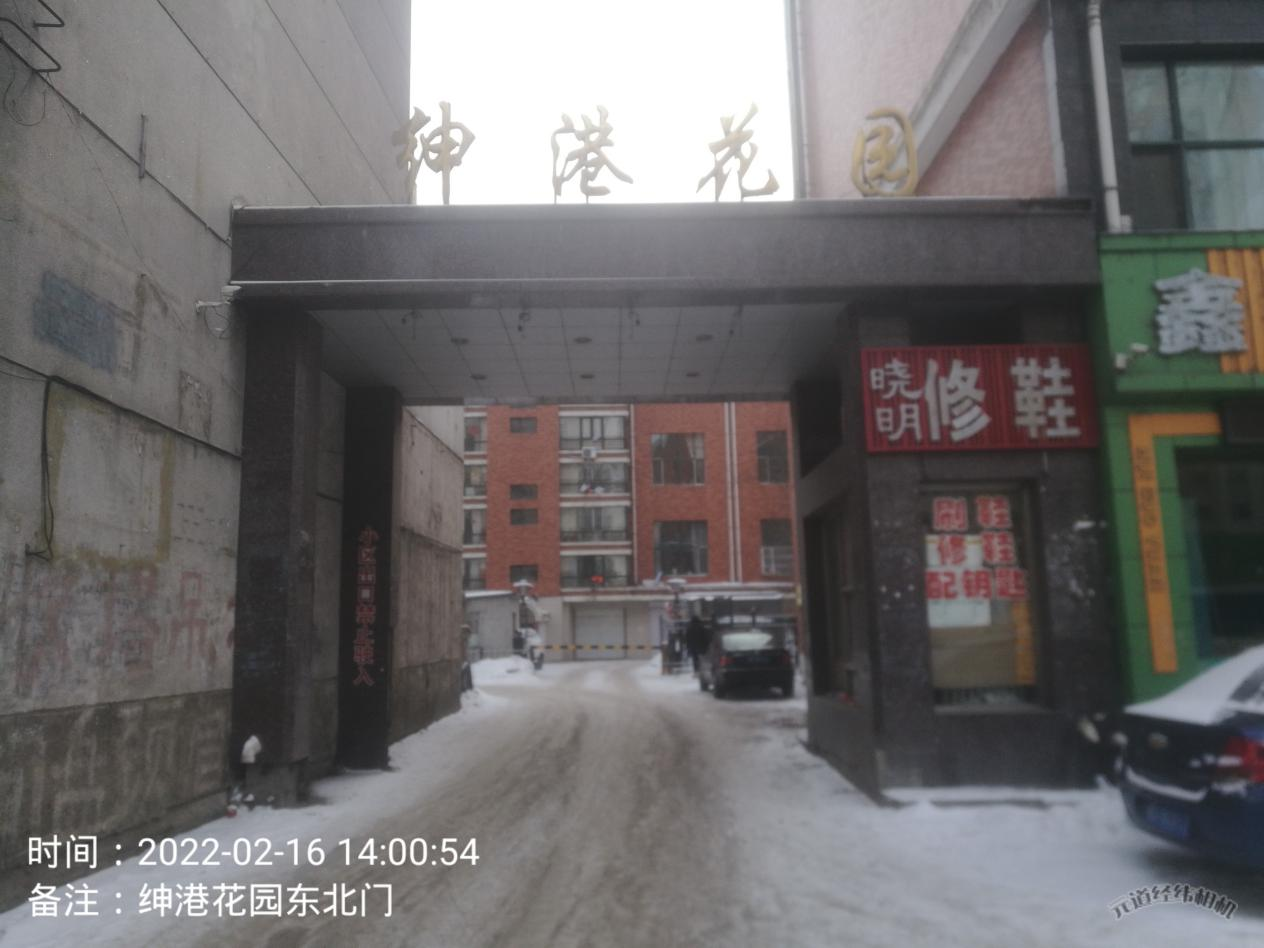 绅港花园
鑫
晓明
修鞋
刷鞋
修鞋
配钥匙
时间：2022-02-16 14:00:54
备注：绅港花园东北门
元道经纬相机